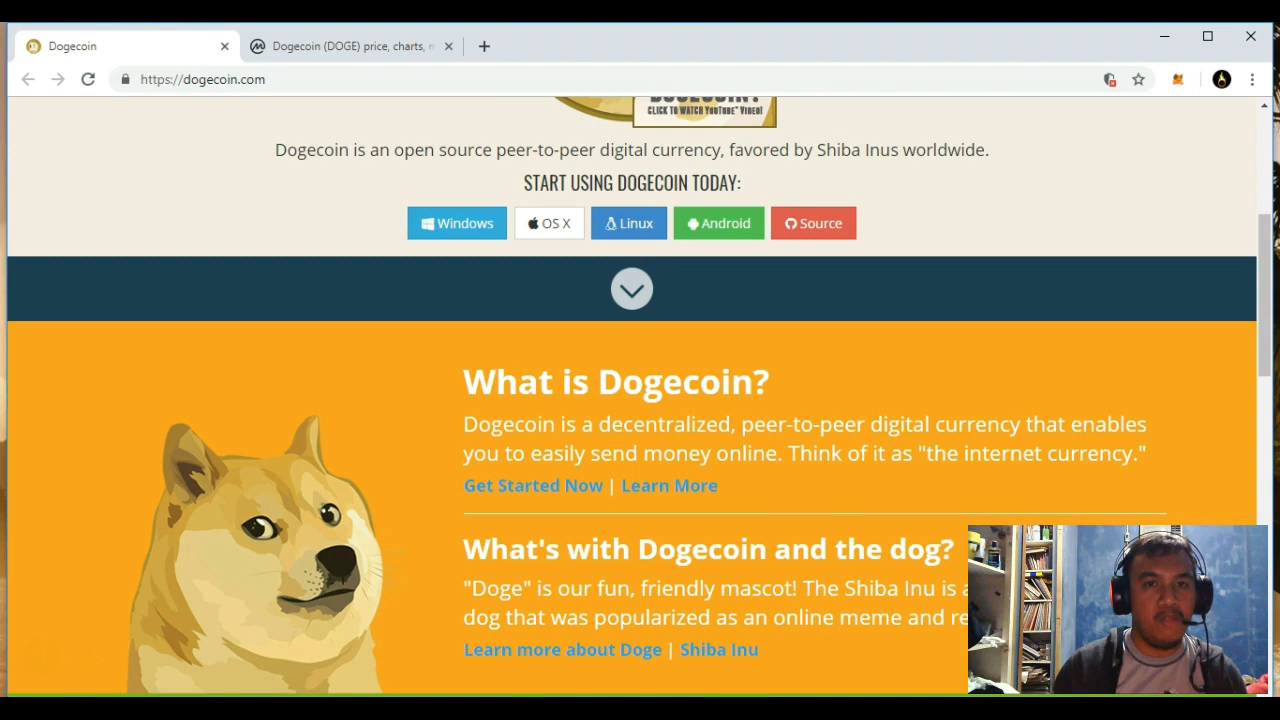 Dogecoin
Dogecoin (DOGE) price, charts,
https://dogecoin.com
CLICK TO WATCH YOUTUBE™ VIDEO!
Dogecoin is an open source peer-to-peer digital currency, favored by Shiba Inus worldwide.
START USING DOGECOIN TODAY:
Windows
OS X
Linux
Android
Source
What is Dogecoin?
Dogecoin is a decentralized, peer-to-peer digital currency that enables
you to easily send money online. Think of it as "the internet currency."
Get Started Now | Learn More
What's with Dogecoin and the dog?
"Doge" is our fun, friendly mascot! The Shiba Inu is a
dog that was popularized as an online meme and re
Learn more about Doge | Shiba Inu